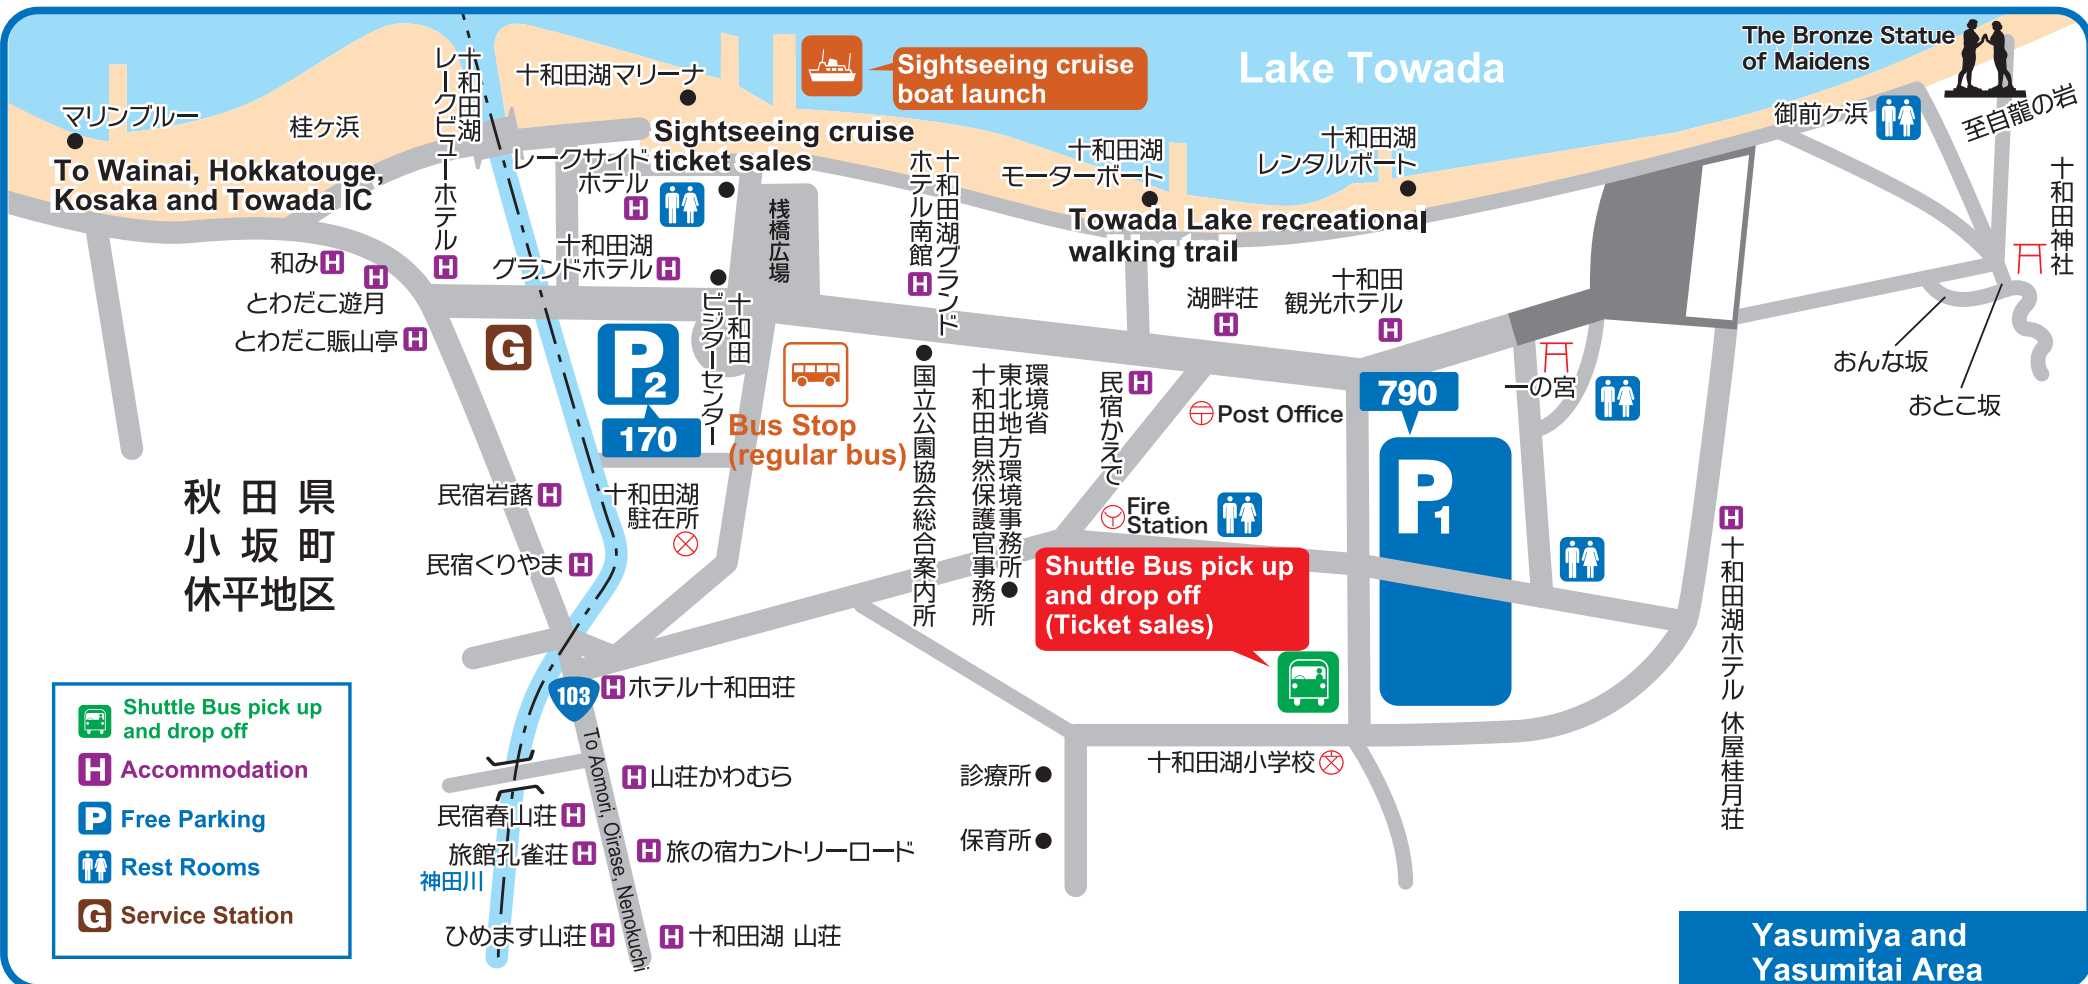 Lake Towada
The Bronze Statue
of Maidens
Sightseeing cruise
boat launch
十和田湖
レークビューホテル
十和田湖マリーナ
マリンブルー
桂ヶ浜
To Wainai, Hokkatouge,
Kosaka and Towada IC
Sightseeing cruise
ticket sales
レークサイド
ホテル
H
十和田湖
グランドホテル
H
桟橋広場
十和田湖グランド
ホテル南館
H
十和田湖
モーターボート
十和田湖
レンタルボート
Towada Lake recreational
walking trail
御前ヶ浜
至自龍の岩
十和田神社
和み H
H
とわだこ遊月
とわだこ賑山亭 H
H
G
P2
170
十和田
ビジターセンター
Bus Stop
(regular bus)
国立公園協会総合案内所
環境省
東北地方環境事務所
十和田自然保護官事務所
民宿かえで
H
湖畔荘
H
十和田
観光ホテル
H
Post Office
790
P1
一の宮
おんな坂
おとこ坂
秋田県
小坂町
休平地区
民宿岩蕗 H
十和田湖
駐在所
民宿くりやま H
Fire
Station
Shuttle Bus pick up
and drop off
(Ticket sales)
H
十和田湖ホテル 休屋桂月荘
103
H ホテル十和田荘
To Aomori, Oirase, Nenokuchi
H 山荘かわむら
民宿春山荘 H
旅館孔雀荘 H
H 旅の宿カントリーロード
神田川
ひめます山荘 H
H 十和田湖 山荘
診療所
保育所
十和田湖小学校
文
Shuttle Bus pick up
and drop off
H Accommodation
P Free Parking
Rest Rooms
G Service Station
Yasumiya and
Yasumitai Area